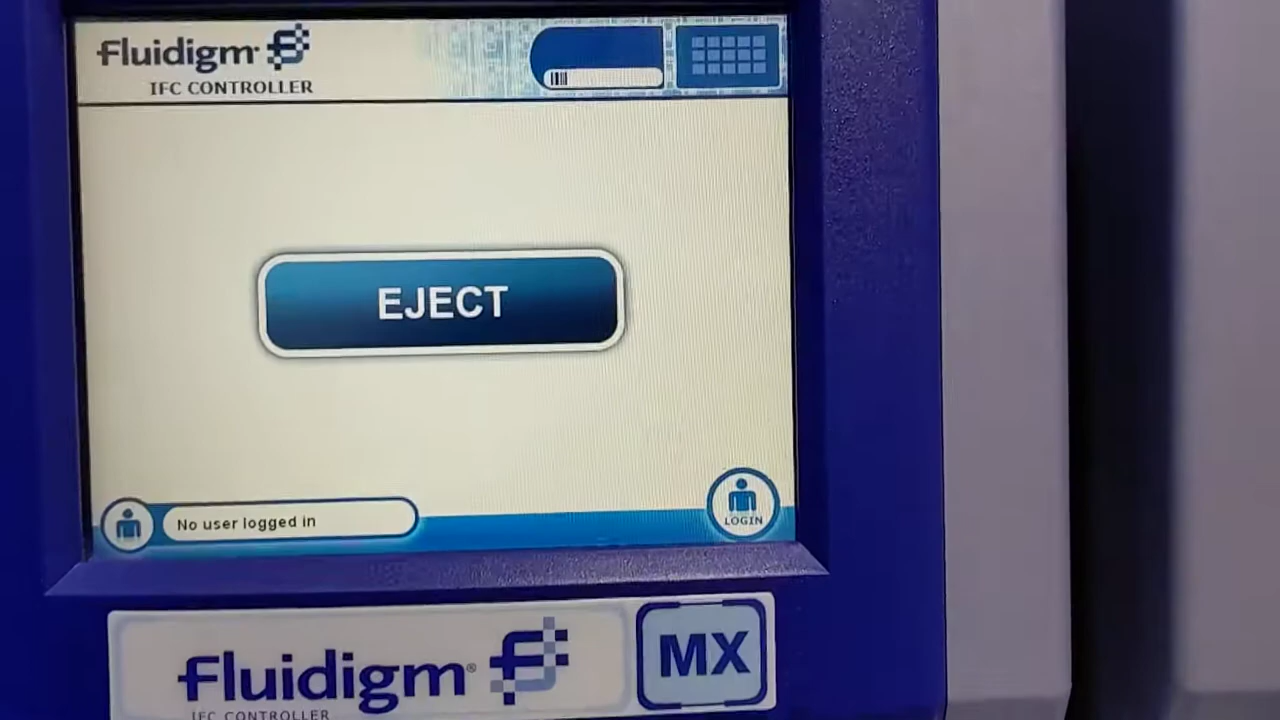 Fluidigm
IFC CONTROLLER
EJECT
No user logged in
LOGIN
Fluidigm®
MX
IFC CONTROLLER